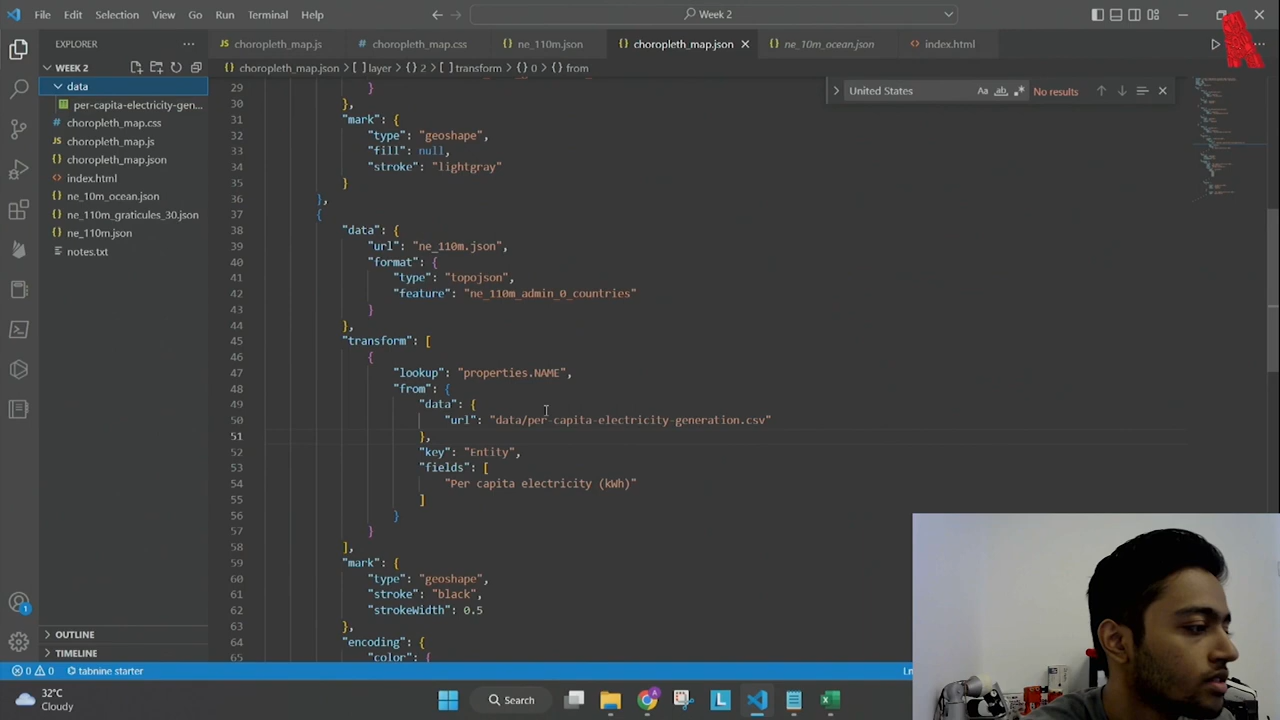 File Edit Selection View Go Run Terminal Help
Week 2
EXPLORER
choropleth_map.js
choropleth_map.css
ne_110m.json
choropleth_map.json
ne_10m_ocean.json
index.html
WEEK 2
choropleth_map.json > [ ] layer > { } 2 > [ ] transform > { } 0 > { } from
data
per-capita-electricity-gen...
choropleth_map.css
choropleth_map.js
choropleth_map.json
index.html
ne_10m_ocean.json
ne_110m_graticules_30.json
ne_110m.json
notes.txt
United States
Aa
ab
No results
29 }
30 },
31 "mark": {
32 "type": "geoshape",
33 "fill": null,
34 "stroke": "lightgray"
35 }
36 },
37 {
38 "data": {
39 "url": "ne_110m.json",
40 "format": {
41 "type": "topojson",
42 "feature": "ne_110m_admin_0_countries"
43 }
44 },
45 "transform": [
46 {
47 "lookup": "properties.NAME",
48 "from": {
49 "data": {
50 "url": "data/per-capita-electricity-generation.csv"
51 },
52 "key": "Entity",
53 "fields": [
54 "Per capita electricity (kWh)"
55 ]
56 }
57 }
58 ],
59 "mark": {
60 "type": "geoshape",
61 "stroke": "black",
62 "strokeWidth": 0.5
63 },
64 "encoding": {
65 "color": {
OUTLINE
TIMELINE
1
0 0 tabnine starter
32°C
Cloudy
Search